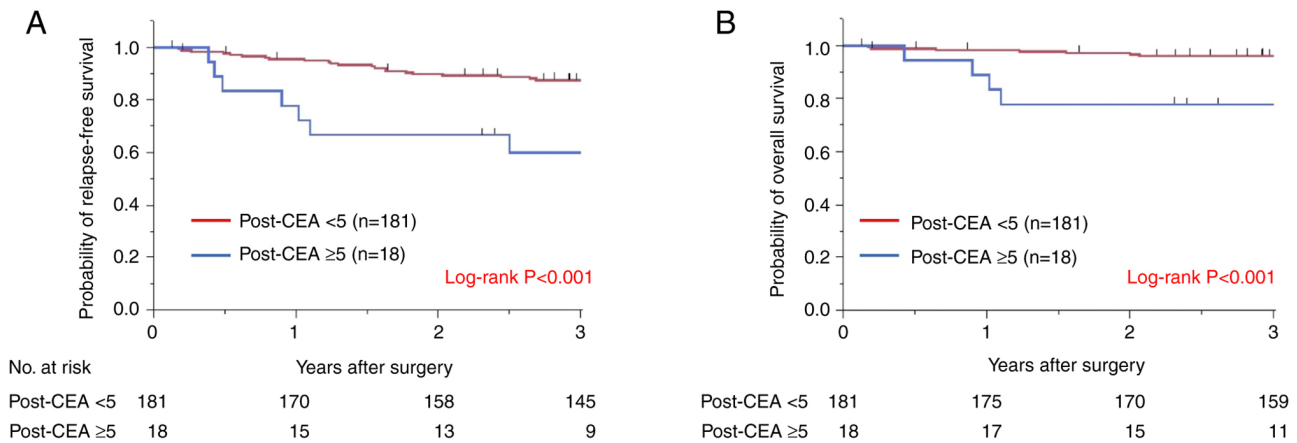 A
Probability of relapse-free survival
1.0
0.8
0.6
0.4
0.2
0.0
Post-CEA <5 (n=181)
Post-CEA ≥5 (n=18)
Log-rank P<0.001
0 1 2 3
Years after surgery
No. at risk
Post-CEA <5 181 170 158 145
Post-CEA ≥5 18 15 13 9
B
Probability of overall survival
1.0
0.8
0.6
0.4
0.2
0.0
Post-CEA <5 (n=181)
Post-CEA ≥5 (n=18)
Log-rank P<0.001
0 1 2 3
Years after surgery
Post-CEA <5 181 175 170 159
Post-CEA ≥5 18 17 15 11